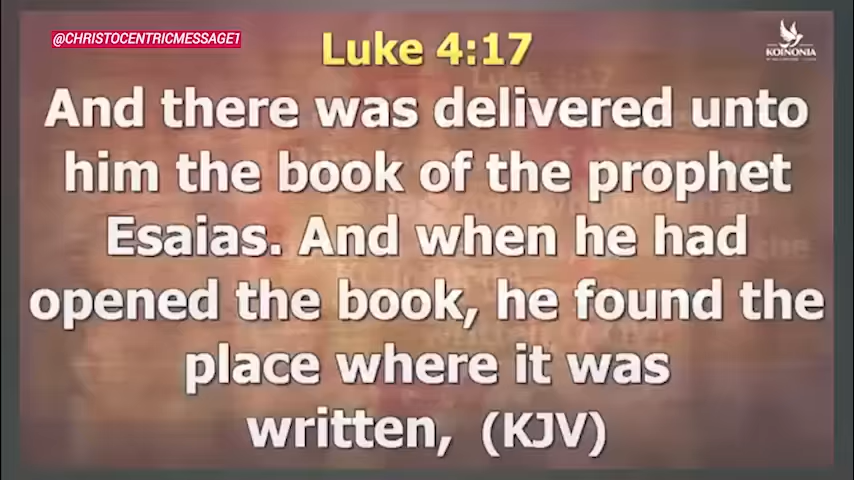 @CHRISTOCENTRICMESSAGE1
KOINONIA
Luke 4:17
And there was delivered unto
him the book of the prophet
Esaias. And when he had
opened the book, he found the
place where it was
written, (KJV)